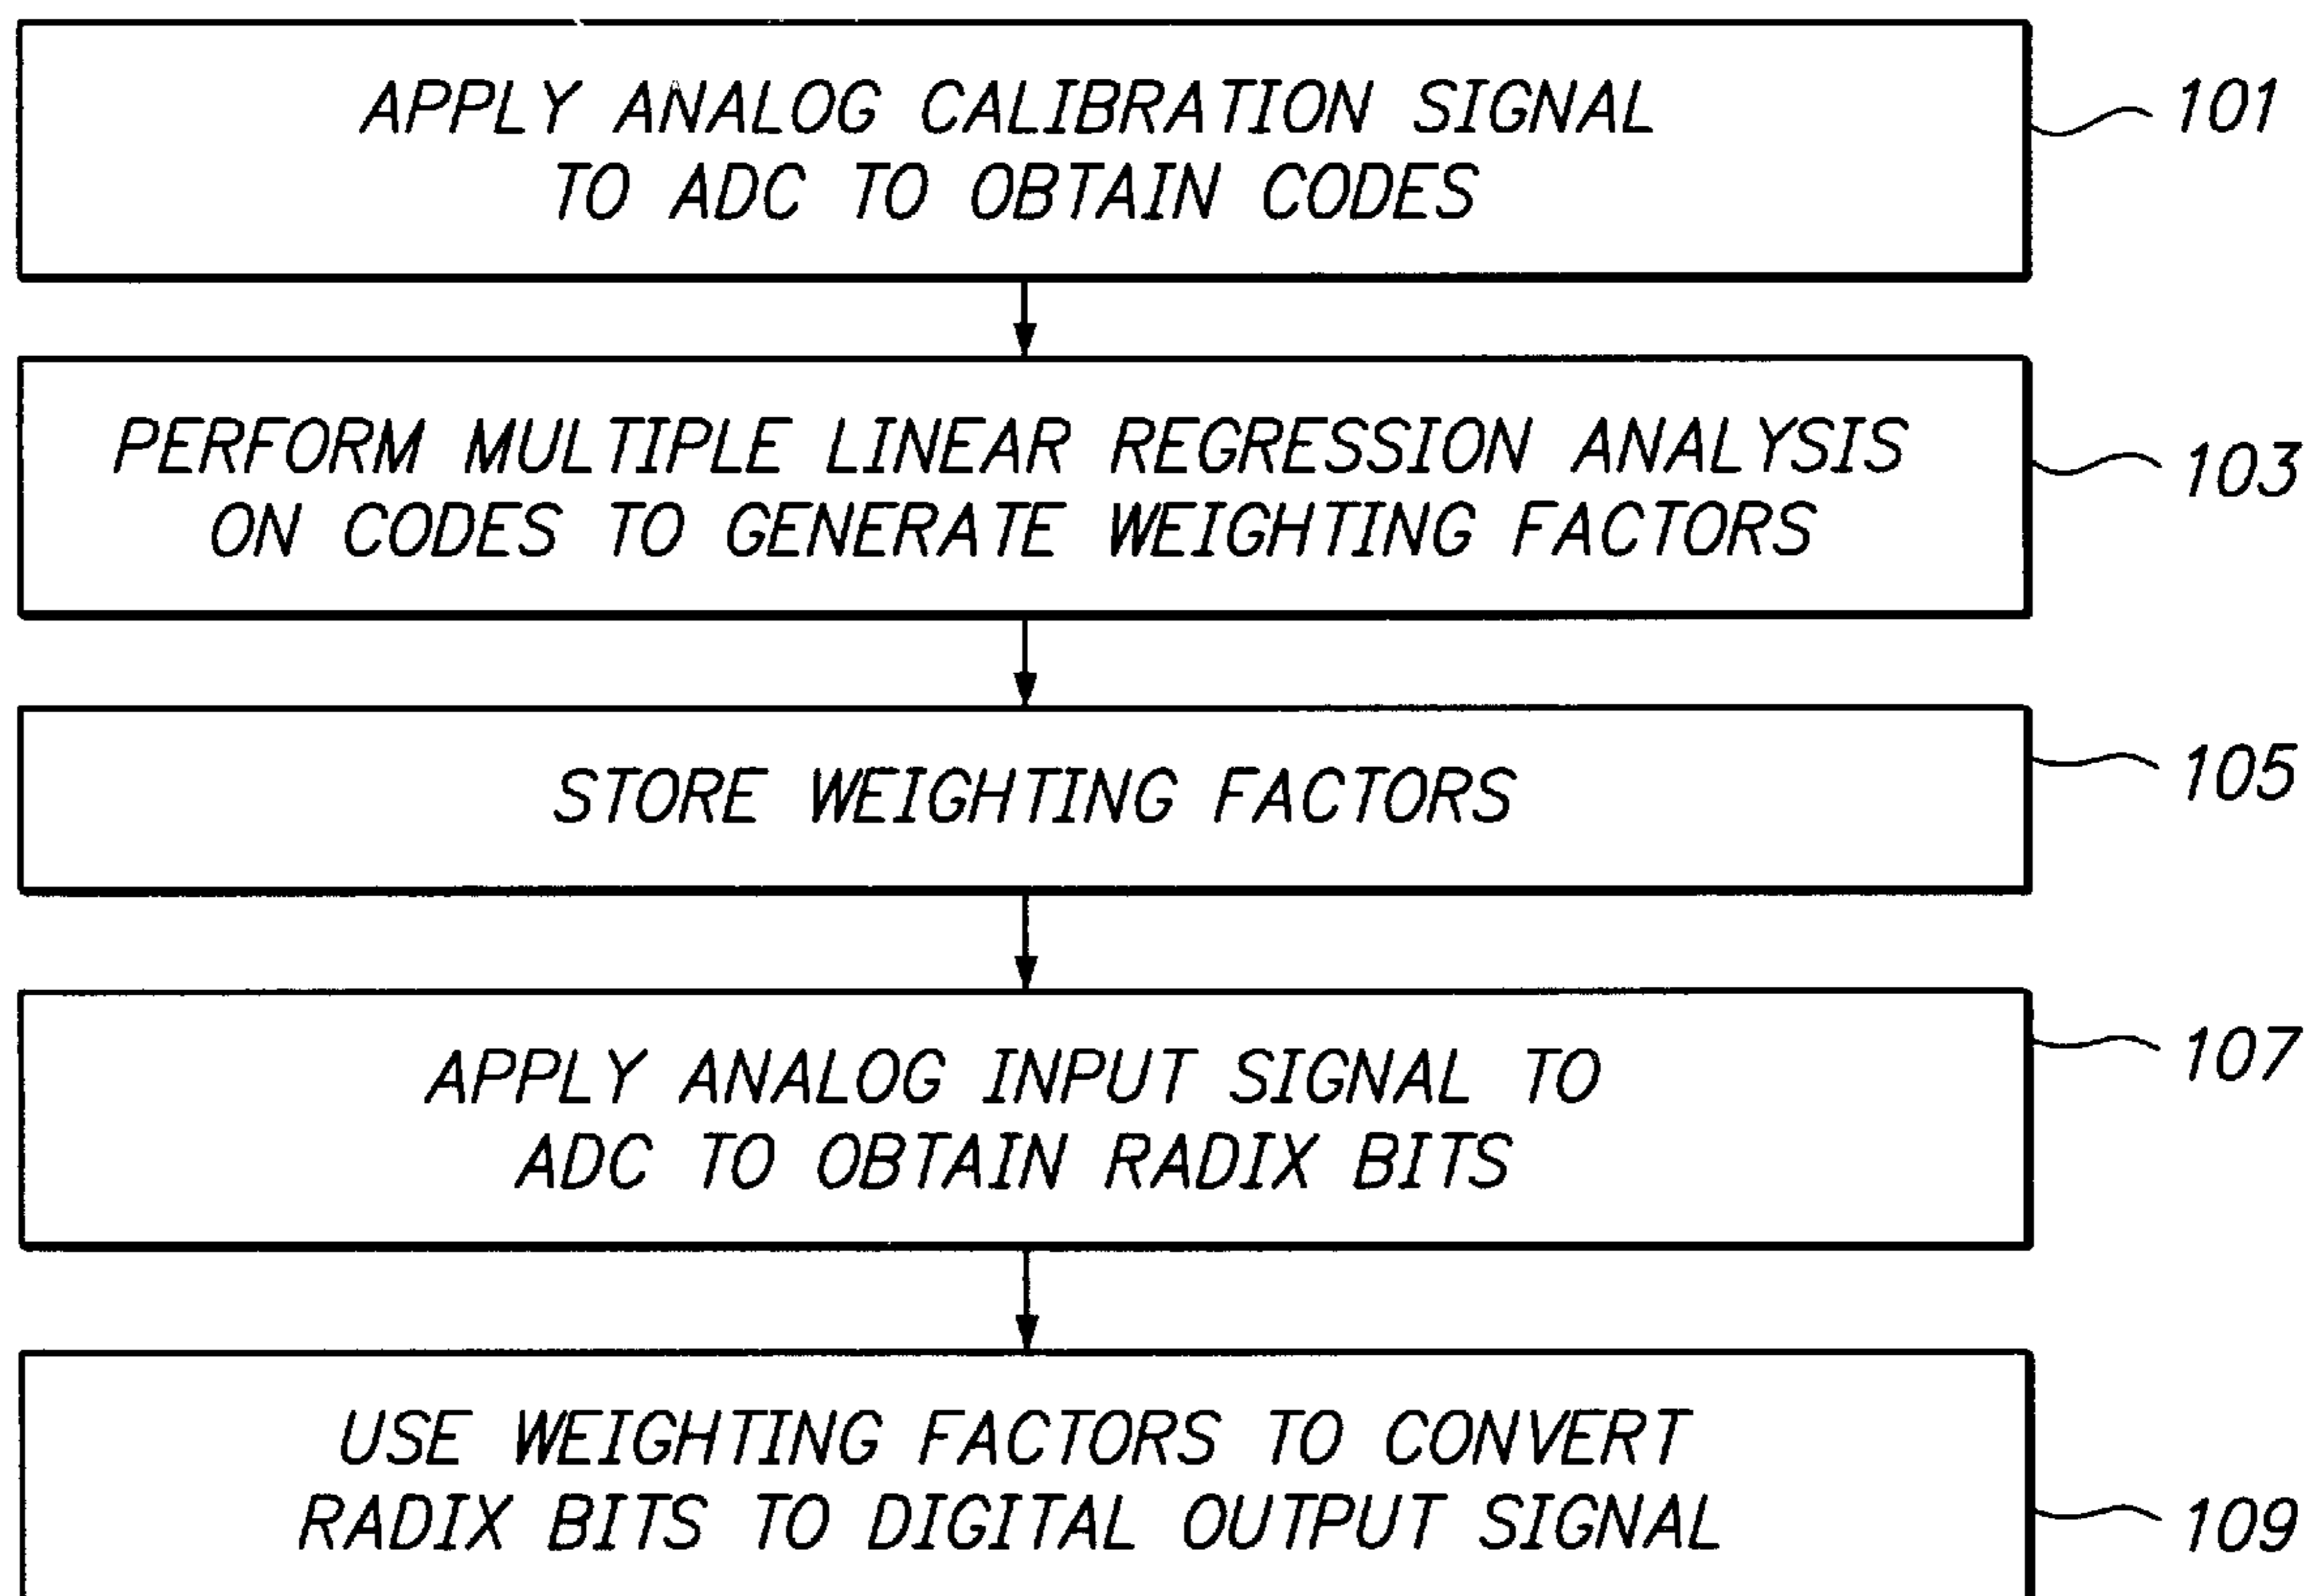 APPLY ANALOG CALIBRATION SIGNAL
TO ADC TO OBTAIN CODES
101
PERFORM MULTIPLE LINEAR REGRESSION ANALYSIS
ON CODES TO GENERATE WEIGHTING FACTORS
103
STORE WEIGHTING FACTORS
105
APPLY ANALOG INPUT SIGNAL TO
ADC TO OBTAIN RADIX BITS
107
USE WEIGHTING FACTORS TO CONVERT
RADIX BITS TO DIGITAL OUTPUT SIGNAL
109